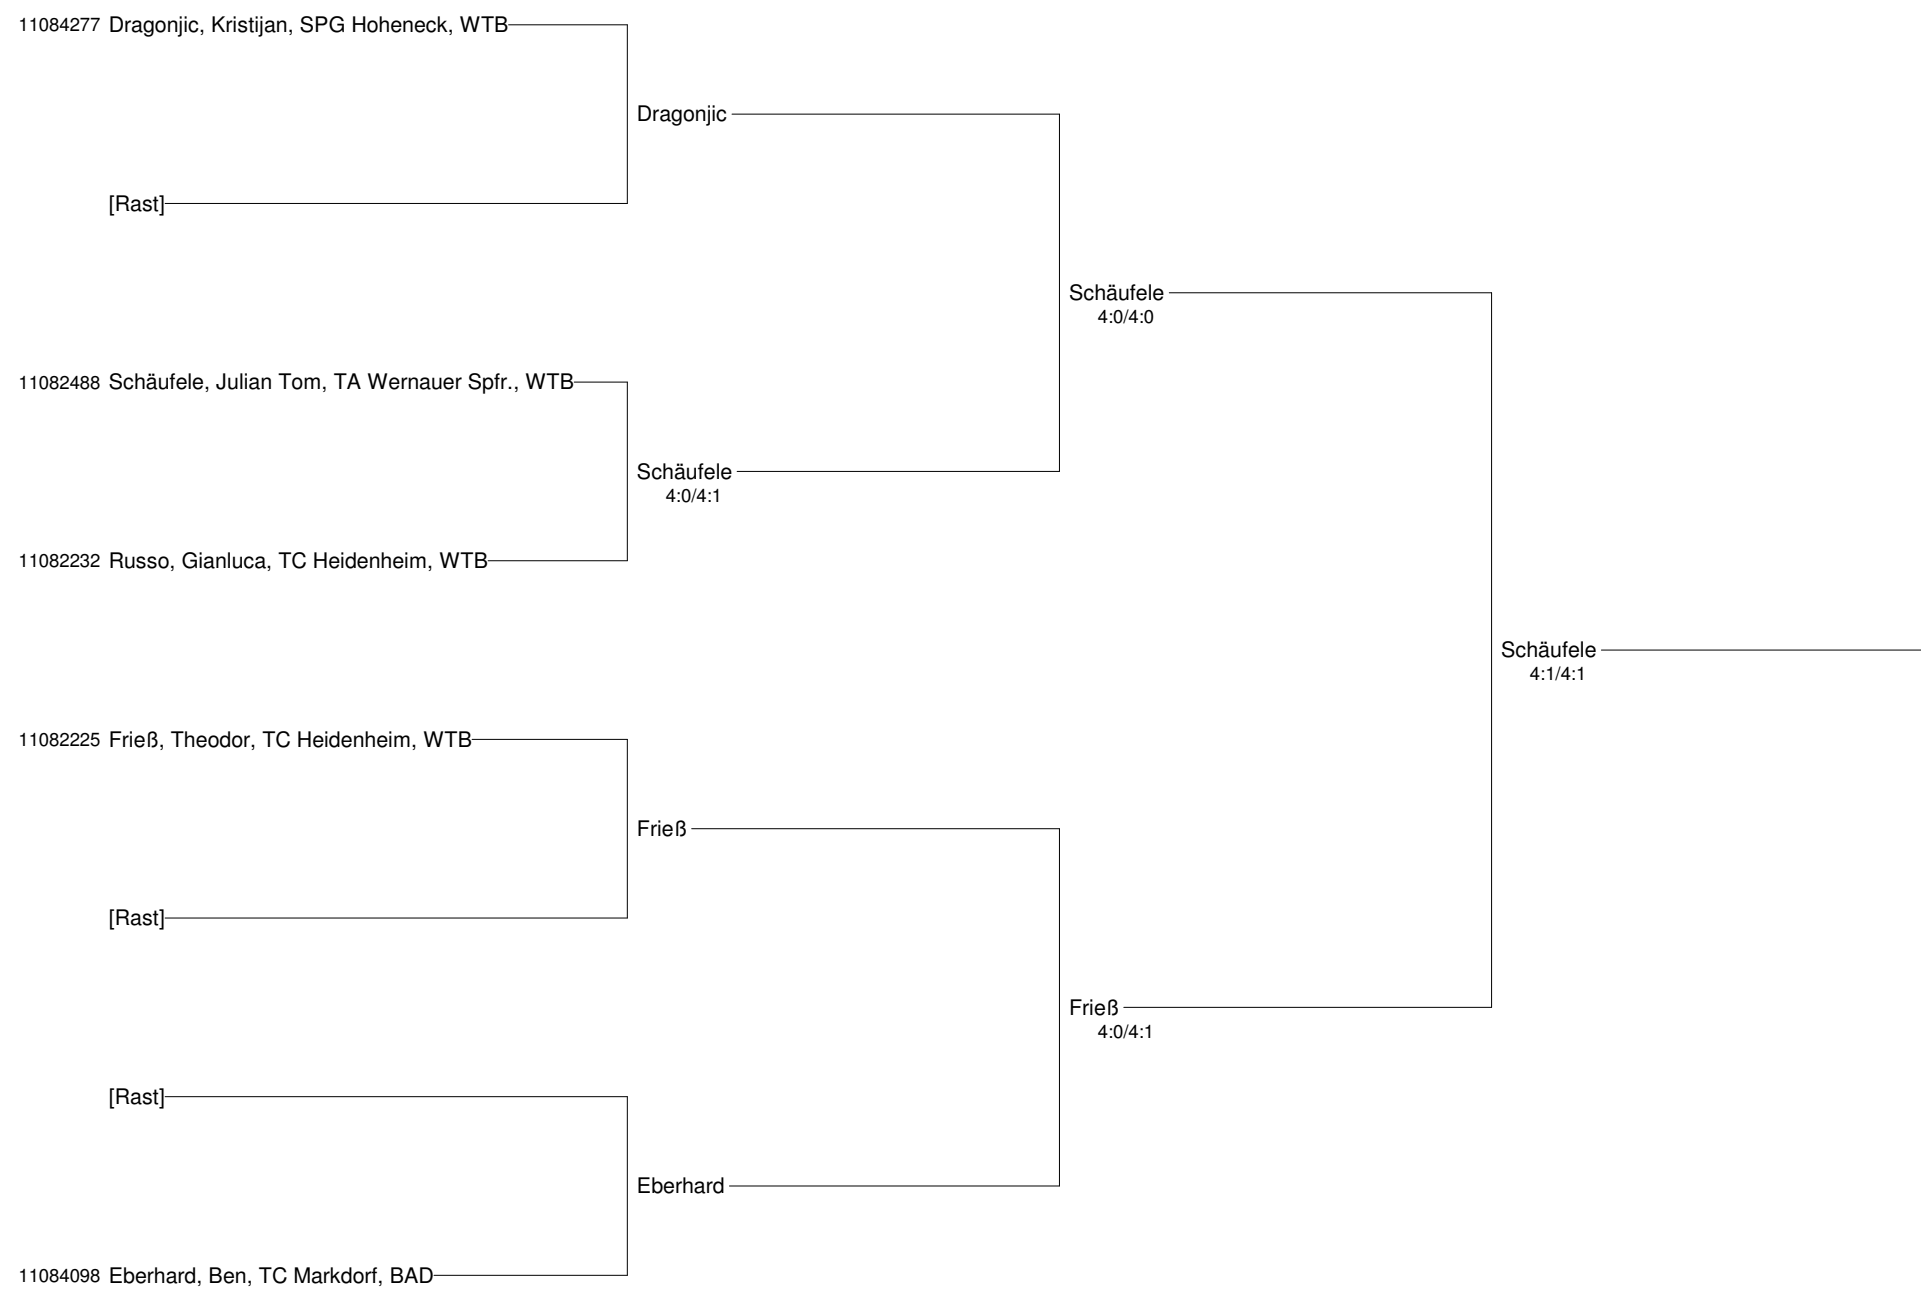 11084277 Dragonjic, Kristijan, SPG Hoheneck, WTB
Dragonjic
[Rast]
Schäufele
4:0/4:0
11082488 Schäufele, Julian Tom, TA Wernauer Spfr., WTB
Schäufele
4:0/4:1
11082232 Russo, Gianluca, TC Heidenheim, WTB
Schäufele
4:1/4:1
11082225 Frieß, Theodor, TC Heidenheim, WTB
Frieß
[Rast]
Frieß
4:0/4:1
[Rast]
Eberhard
11084098 Eberhard, Ben, TC Markdorf, BAD